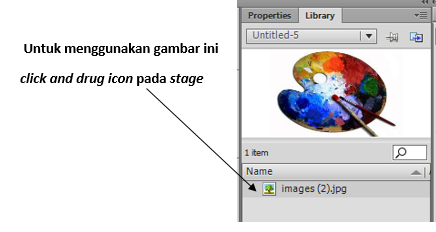 Untuk menggunakan gambar ini
click and drug icon pada stage
Properties Library
Untitled-5
1 item
Name
images (2).jpg